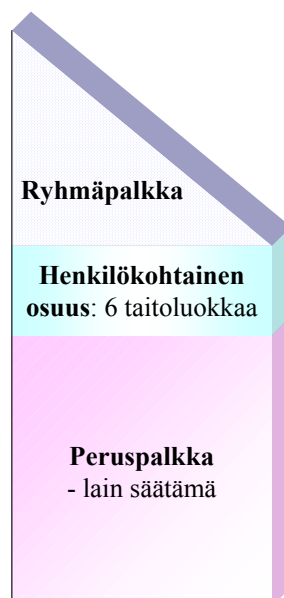 Ryhmäpalkka
Henkilökohtainen
osuus: 6 taitoluokkaa
Peruspalkka
- lain säätämä